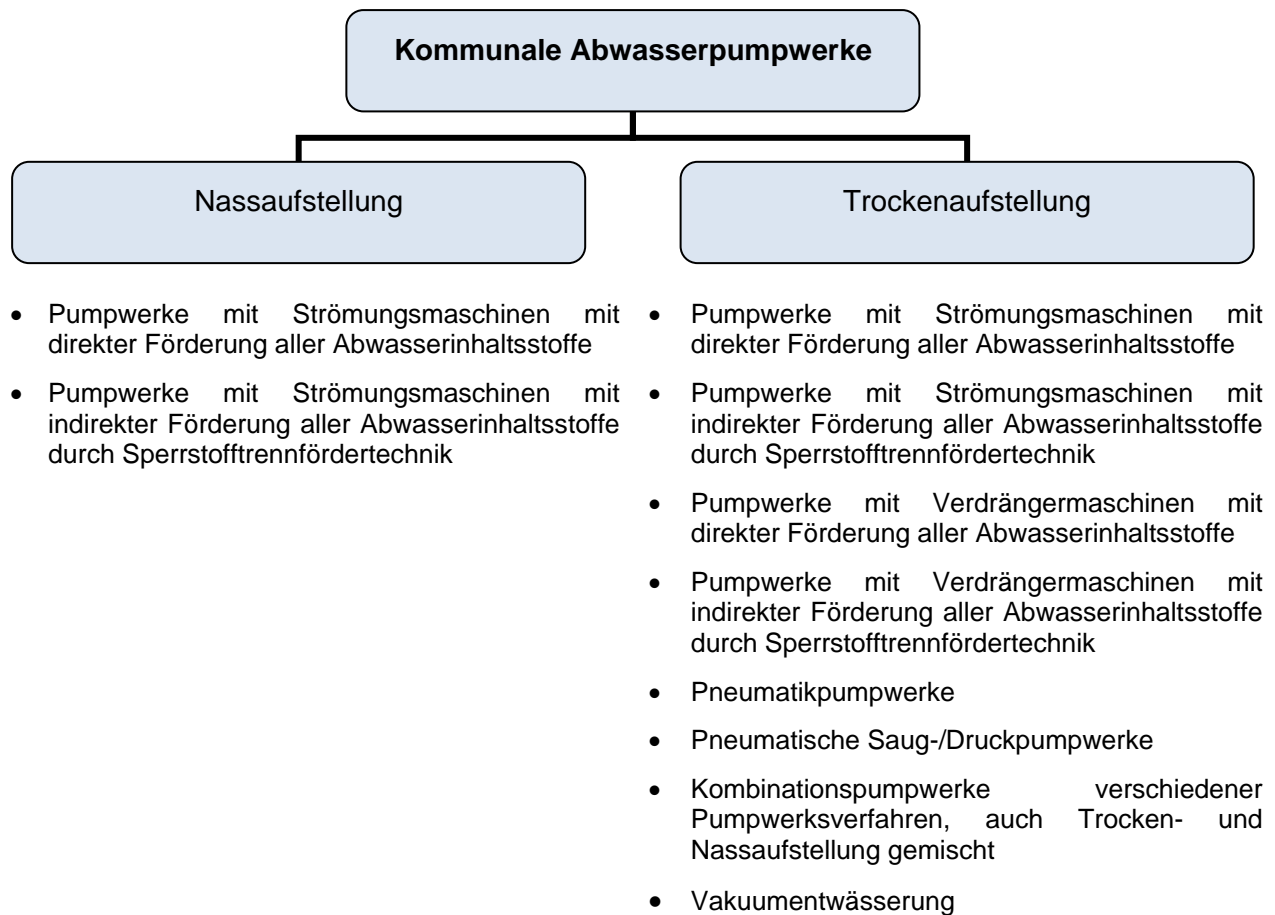 Kommunale Abwasserpumpwerke
Nassaufstellung
• Pumpwerke mit Strömungsmaschinen mit
direkter Förderung aller Abwasserinhaltsstoffe
• Pumpwerke mit Strömungsmaschinen mit
indirekter Förderung aller Abwasserinhaltsstoffe
durch Sperrstofftrennfördertechnik
Trockenaufstellung
• Pumpwerke mit Strömungsmaschinen mit
direkter Förderung aller Abwasserinhaltsstoffe
• Pumpwerke mit Strömungsmaschinen mit
indirekter Förderung aller Abwasserinhaltsstoffe
durch Sperrstofftrennfördertechnik
• Pumpwerke mit Verdrängermaschinen mit
direkter Förderung aller Abwasserinhaltsstoffe
• Pumpwerke mit Verdrängermaschinen mit
indirekter Förderung aller Abwasserinhaltsstoffe
durch Sperrstofftrennfördertechnik
• Pneumatikpumpwerke
• Pneumatische Saug-/Druckpumpwerke
• Kombinationspumpwerke verschiedener
Pumpwerksverfahren, auch Trocken- und
Nassaufstellung gemischt
• Vakuumentwässerung